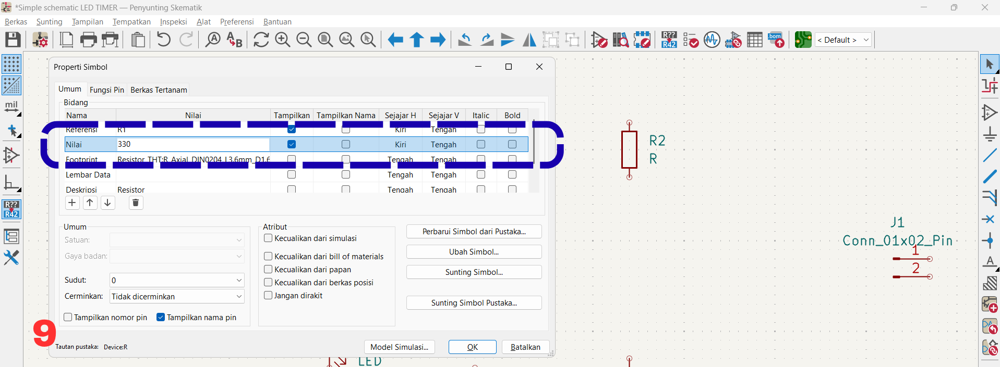 *Simple schematic LED TIMER — Penyunting Skematik
Berkas Sunting Tampilan Tempatkan Inspeksi Alat Preferensi Bantuan
A A B R?? R42 .bom < Default >
Properti Simbol
Umum Fungsi Pin Berkas Tertanam
Bidang
Nama Nilai Tampilkan Tampilkan Nama Sejajar H Sejajar V Italic Bold
Referensi R1 Kiri Tengah
Nilai 330 Kiri Tengah
Footprint Resistor_THT:R_Axial_DIN0204_L3.6mm_D1.6 Tengah Tengah
Lembar Data Tengah Tengah
Deskripsi Resistor Tengah Tengah
Umum
Satuan:
Gaya badan:
Sudut: 0
Cerminkan: Tidak dicerminkan
Tampilkan nomor pin Tampilkan nama pin
Atribut
Kecualikan dari simulasi
Kecualikan dari bill of materials
Kecualikan dari papan
Kecualikan dari berkas posisi
Jangan dirakit
Perbarui Simbol dari Pustaka...
Ubah Simbol...
Sunting Simbol...
Sunting Simbol Pustaka...
9
Tautan pustaka: Device:R
Model Simulasi... OK Batalkan
mil
R??
R42
R2
R
J1
Conn_01x02_Pin
1
2
LED
A